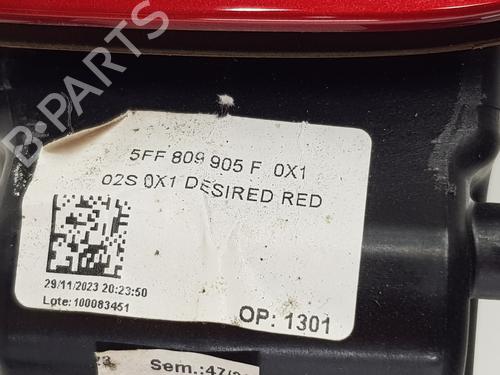 B-PARTS
5FF 809 905 F 0X1
02S 0X1 DESIRED RED
29/11/2023 20:23:50
Lote:100083451
OP: 1301
Sem.:47/